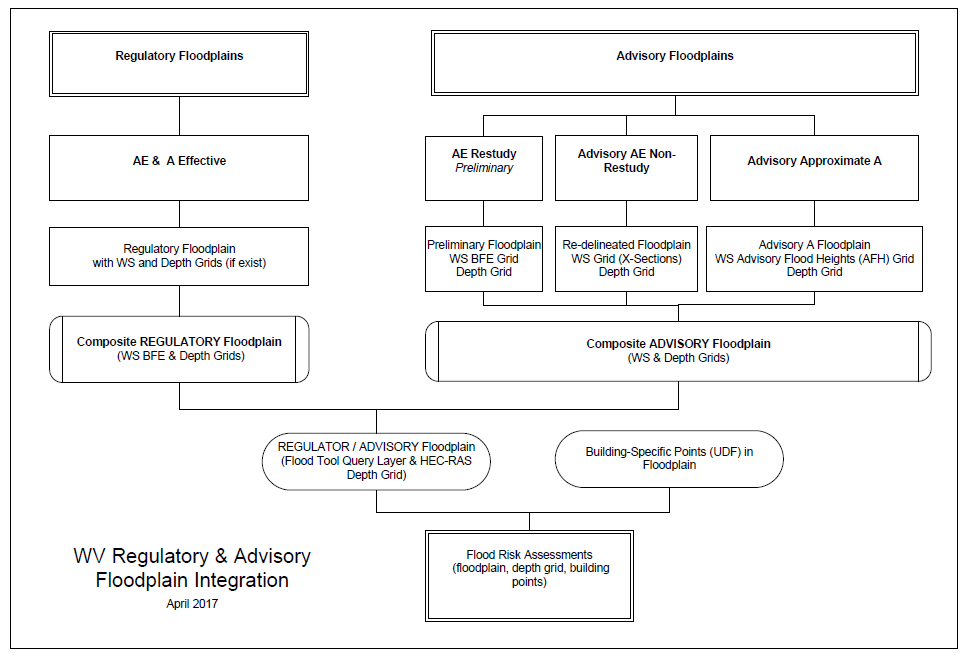 Regulatory Floodplains
Advisory Floodplains
AE & A Effective
AE Restudy
Preliminary
Advisory AE Non-
Restudy
Advisory Approximate A
Regulatory Floodplain
with WS and Depth Grids (if exist)
Preliminary Floodplain
WS BFE Grid
Depth Grid
Re-delineated Floodplain
WS Grid (X-Sections)
Depth Grid
Advisory A Floodplain
WS Advisory Flood Heights (AFH) Grid
Depth Grid
Composite REGULATORY Floodplain
(WS BFE & Depth Grids)
Composite ADVISORY Floodplain
(WS & Depth Grids)
REGULATOR / ADVISORY Floodplain
(Flood Tool Query Layer & HEC-RAS
Depth Grid)
Building-Specific Points (UDF) in
Floodplain
Flood Risk Assessments
(floodplain, depth grid, building
points)
WV Regulatory & Advisory
Floodplain Integration
April 2017